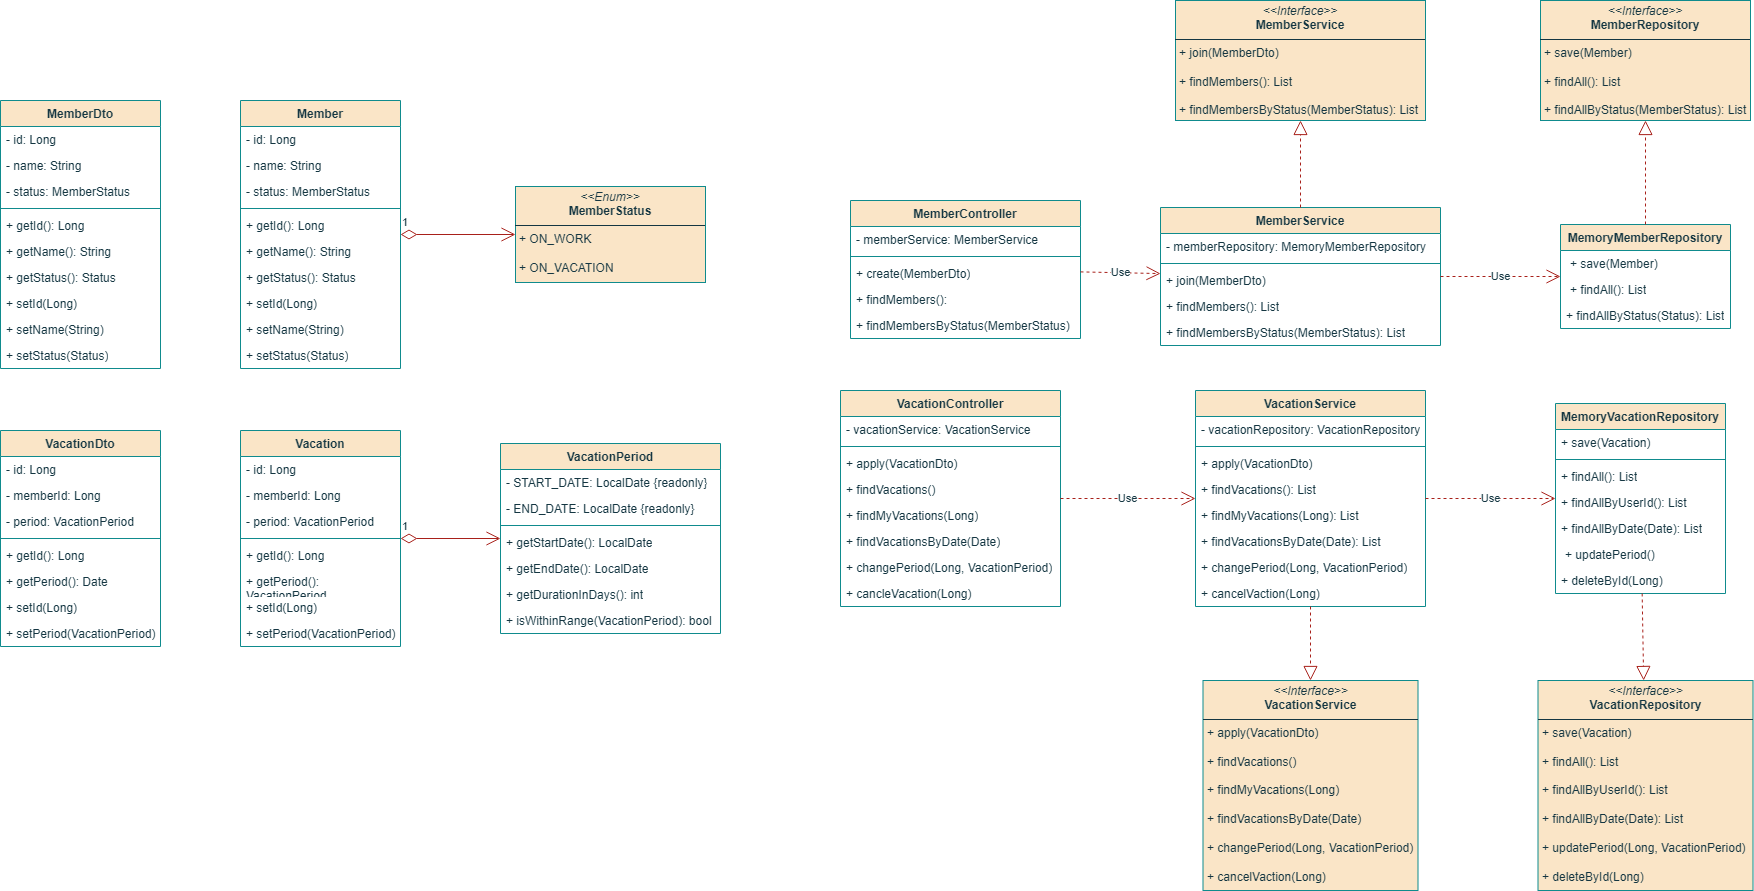 MemberDto
- id: Long
- name: String
- status: MemberStatus
+ getId(): Long
+ getName(): String
+ getStatus(): Status
+ setId(Long)
+ setName(String)
+ setStatus(Status)
Member
- id: Long
- name: String
- status: MemberStatus
+ getId(): Long
+ getName(): String
+ getStatus(): Status
+ setId(Long)
+ setName(String)
+ setStatus(Status)
1
<<Enum>>
MemberStatus
+ ON_WORK
+ ON_VACATION
VacationDto
- id: Long
- memberId: Long
- period: VacationPeriod
+ getId(): Long
+ getPeriod(): Date
+ setId(Long)
+ setPeriod(VacationPeriod)
Vacation
- id: Long
- memberId: Long
- period: VacationPeriod
+ getId(): Long
+ getPeriod():
VacationPeriod
+ setId(Long)
+ setPeriod(VacationPeriod)
1
VacationPeriod
- START_DATE: LocalDate {readonly}
- END_DATE: LocalDate {readonly}
+ getStartDate(): LocalDate
+ getEndDate(): LocalDate
+ getDurationInDays(): int
+ isWithinRange(VacationPeriod): bool
<<Interface>>
MemberService
+ join(MemberDto)
+ findMembers(): List
+ findMembersByStatus(MemberStatus): List
<<Interface>>
MemberRepository
+ save(Member)
+ findAll(): List
+ findAllByStatus(MemberStatus): List
MemberController
- memberService: MemberService
+ create(MemberDto)
+ findMembers():
+ findMembersByStatus(MemberStatus)
Use
MemberService
- memberRepository: MemoryMemberRepository
+ join(MemberDto)
+ findMembers(): List
+ findMembersByStatus(MemberStatus): List
Use
MemoryMemberRepository
+ save(Member)
+ findAll(): List
+ findAllByStatus(Status): List
VacationController
- vacationService: VacationService
+ apply(VacationDto)
+ findVacations()
+ findMyVacations(Long)
+ findVacationsByDate(Date)
+ changePeriod(Long, VacationPeriod)
+ cancleVacation(Long)
Use
VacationService
- vacationRepository: VacationRepository
+ apply(VacationDto)
+ findVacations(): List
+ findMyVacations(Long): List
+ findVacationsByDate(Date): List
+ changePeriod(Long, VacationPeriod)
+ cancelVaction(Long)
Use
MemoryVacationRepository
+ save(Vacation)
+ findAll(): List
+ findAllByUserId(): List
+ findAllByDate(Date): List
+ updatePeriod()
+ deleteById(Long)
<<Interface>>
VacationService
+ apply(VacationDto)
+ findVacations()
+ findMyVacations(Long)
+ findVacationsByDate(Date)
+ changePeriod(Long, VacationPeriod)
+ cancelVaction(Long)
<<Interface>>
VacationRepository
+ save(Vacation)
+ findAll(): List
+ findAllByUserId(): List
+ findAllByDate(Date): List
+ updatePeriod(Long, VacationPeriod)
+ deleteById(Long)